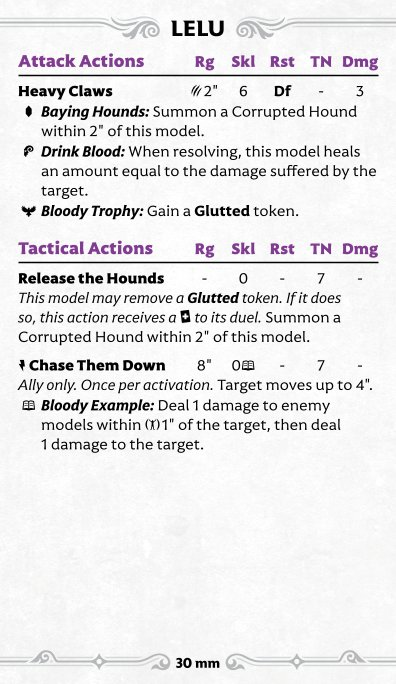 LELU
Attack Actions Rg Skl Rst TN Dmg
Heavy Claws 2" 6 Df - 3
Baying Hounds: Summon a Corrupted Hound
within 2" of this model.
Drink Blood: When resolving, this model heals
an amount equal to the damage suffered by the
target.
Bloody Trophy: Gain a Glutted token.
Tactical Actions Rg Skl Rst TN Dmg
Release the Hounds - 0 - 7 -
This model may remove a Glutted token. If it does
so, this action receives a to its duel. Summon a
Corrupted Hound within 2" of this model.
Chase Them Down 8" 0 - 7 -
Ally only. Once per activation. Target moves up to 4".
Bloody Example: Deal 1 damage to enemy
models within 1" of the target, then deal
1 damage to the target.
30 mm